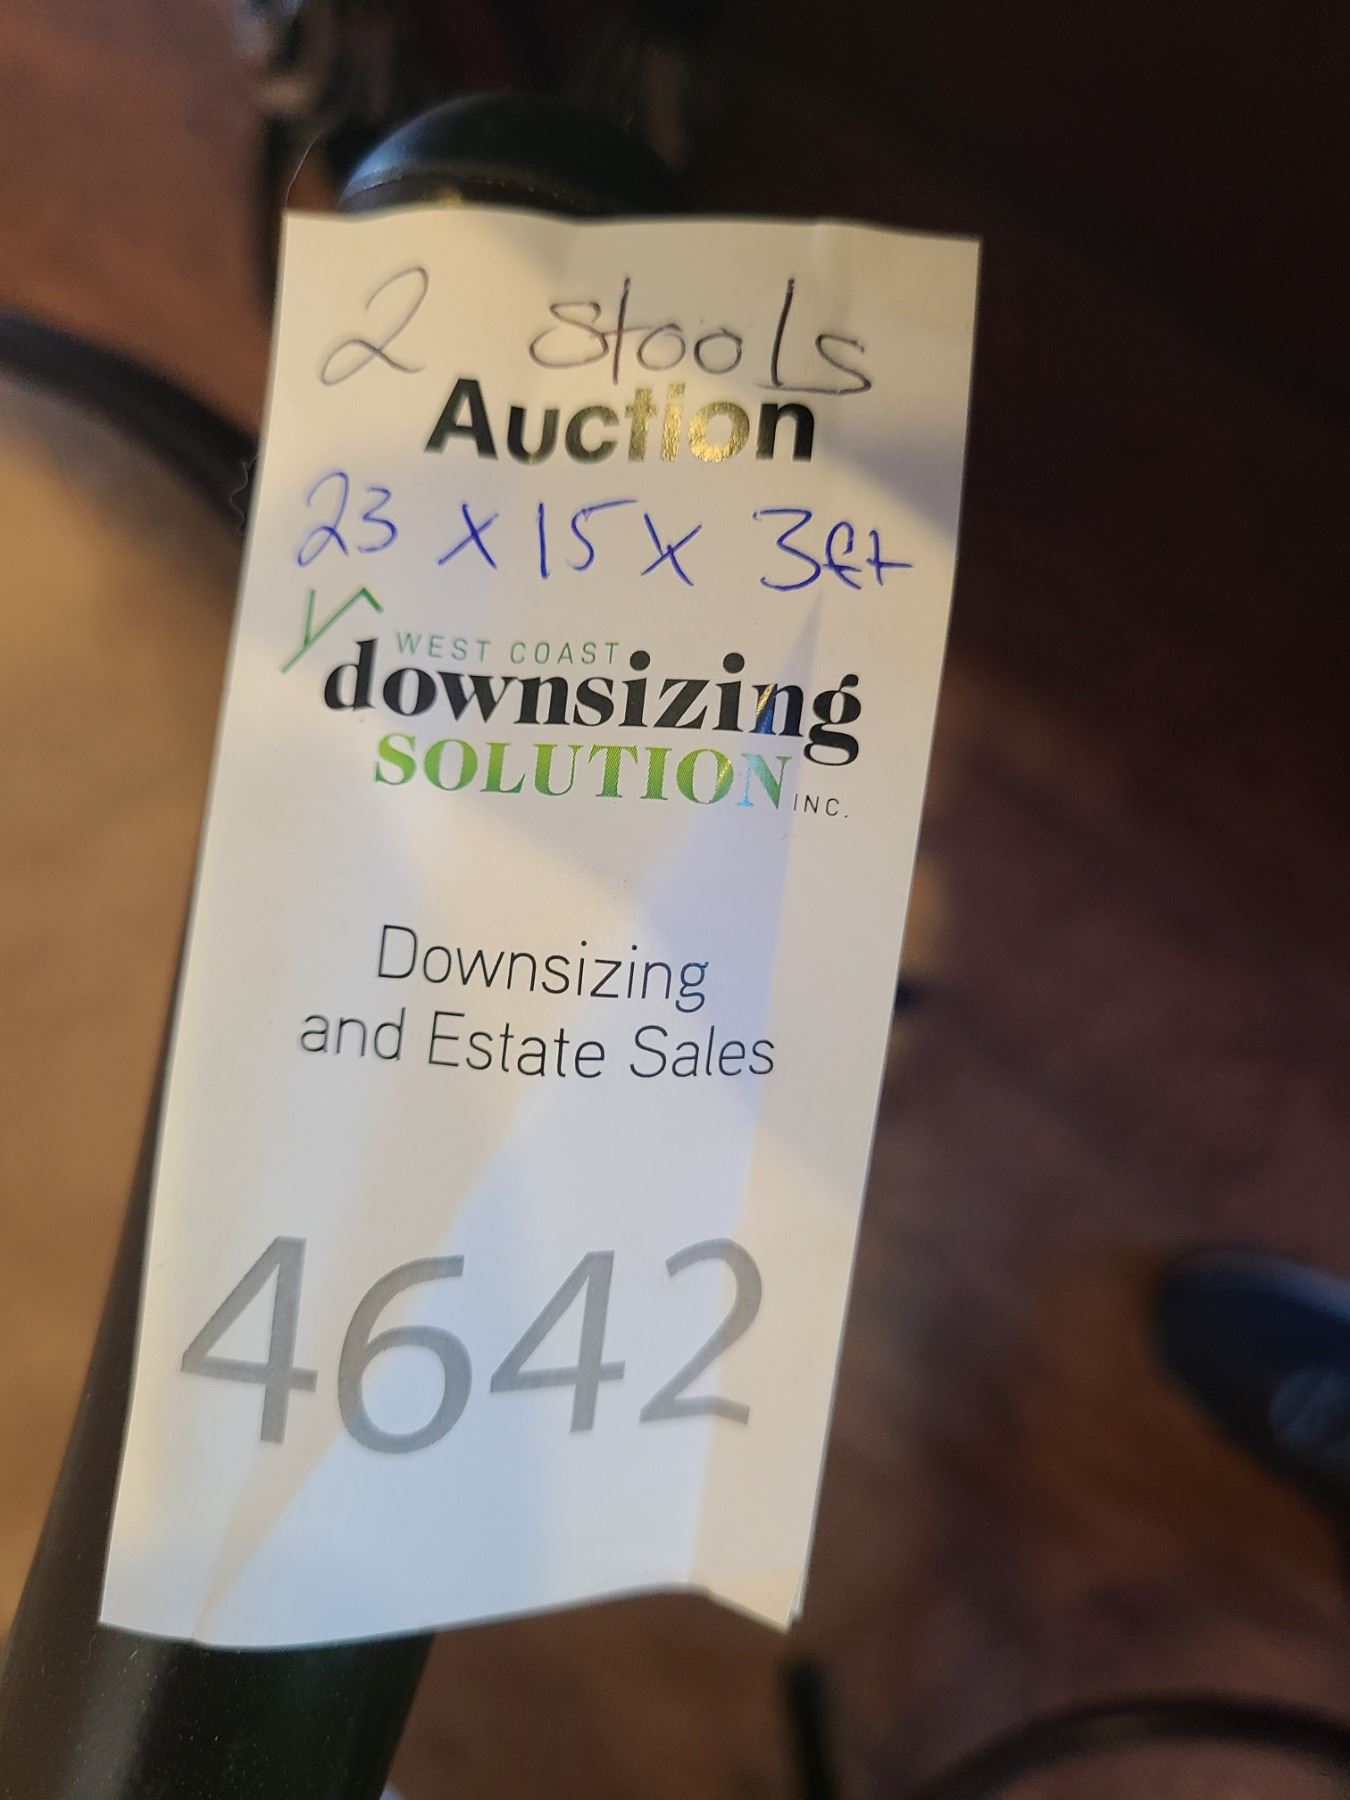 2 stools
Auction
23 x 15 x 3ft
WEST COAST
downsizing
SOLUTION INC.
Downsizing
and Estate Sales
4642